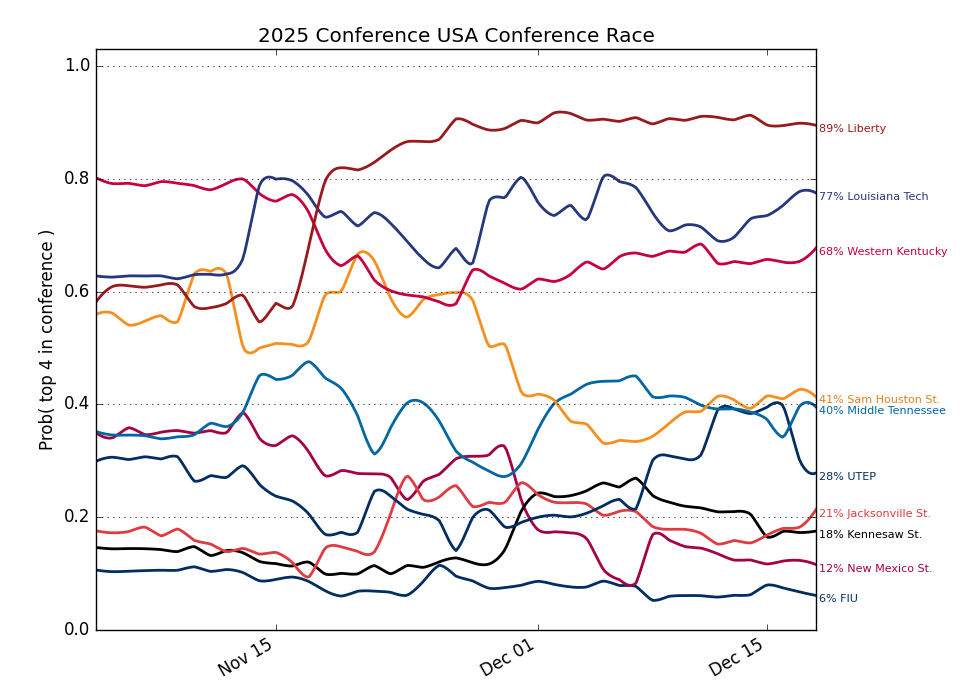 2025 Conference USA Conference Race
1.0
0.8
0.6
0.4
0.2
0.0
Prob( top 4 in conference )
Nov 15
Dec 01
Dec 15
89% Liberty
77% Louisiana Tech
68% Western Kentucky
41% Sam Houston St.
40% Middle Tennessee
28% UTEP
21% Jacksonville St.
18% Kennesaw St.
12% New Mexico St.
6% FIU